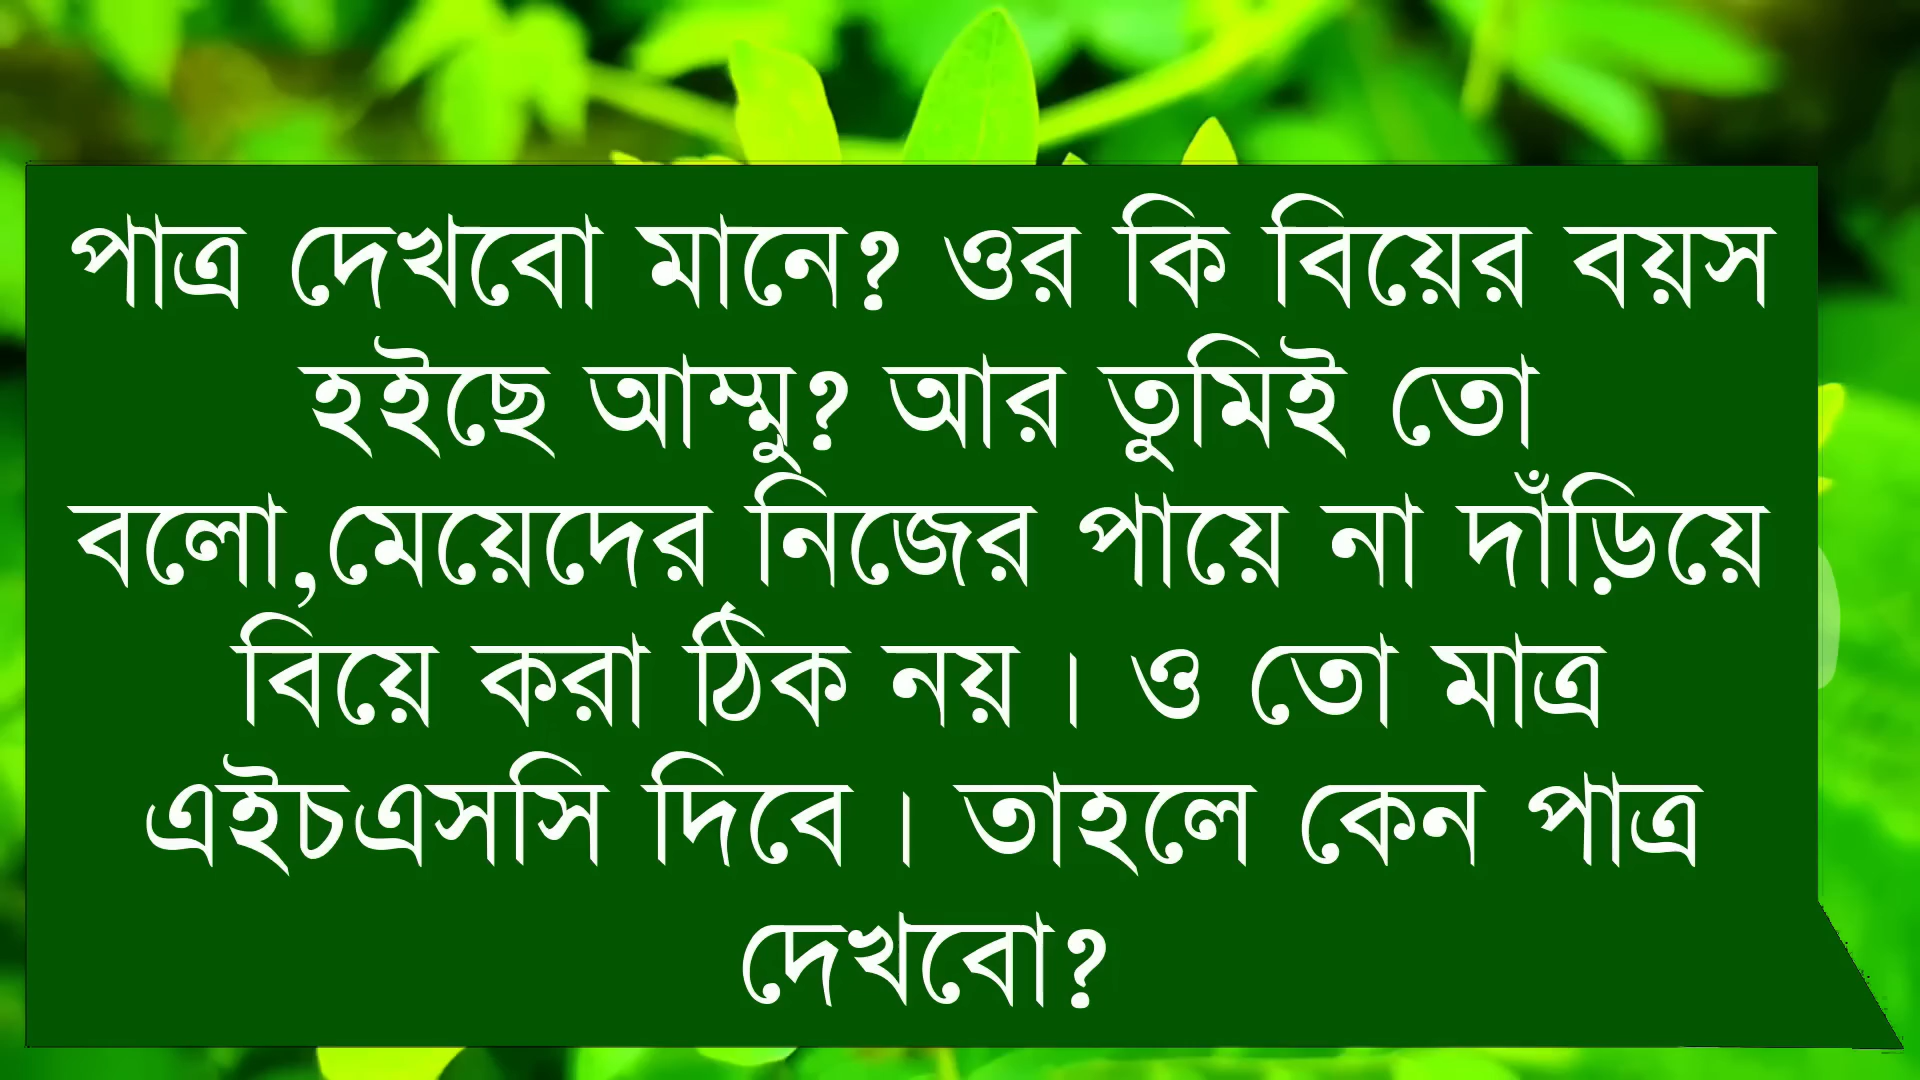 পাত্র দেখবো মানে? ওর কি বিয়ের বয়স
হইছে আম্মু? আর তুমিই তো
বলো,মেয়েদের নিজের পায়ে না দাঁড়িয়ে
বিয়ে করা ঠিক নয়। ও তো মাত্র
এইচএসসি দিবে। তাহলে কেন পাত্র
দেখবো?